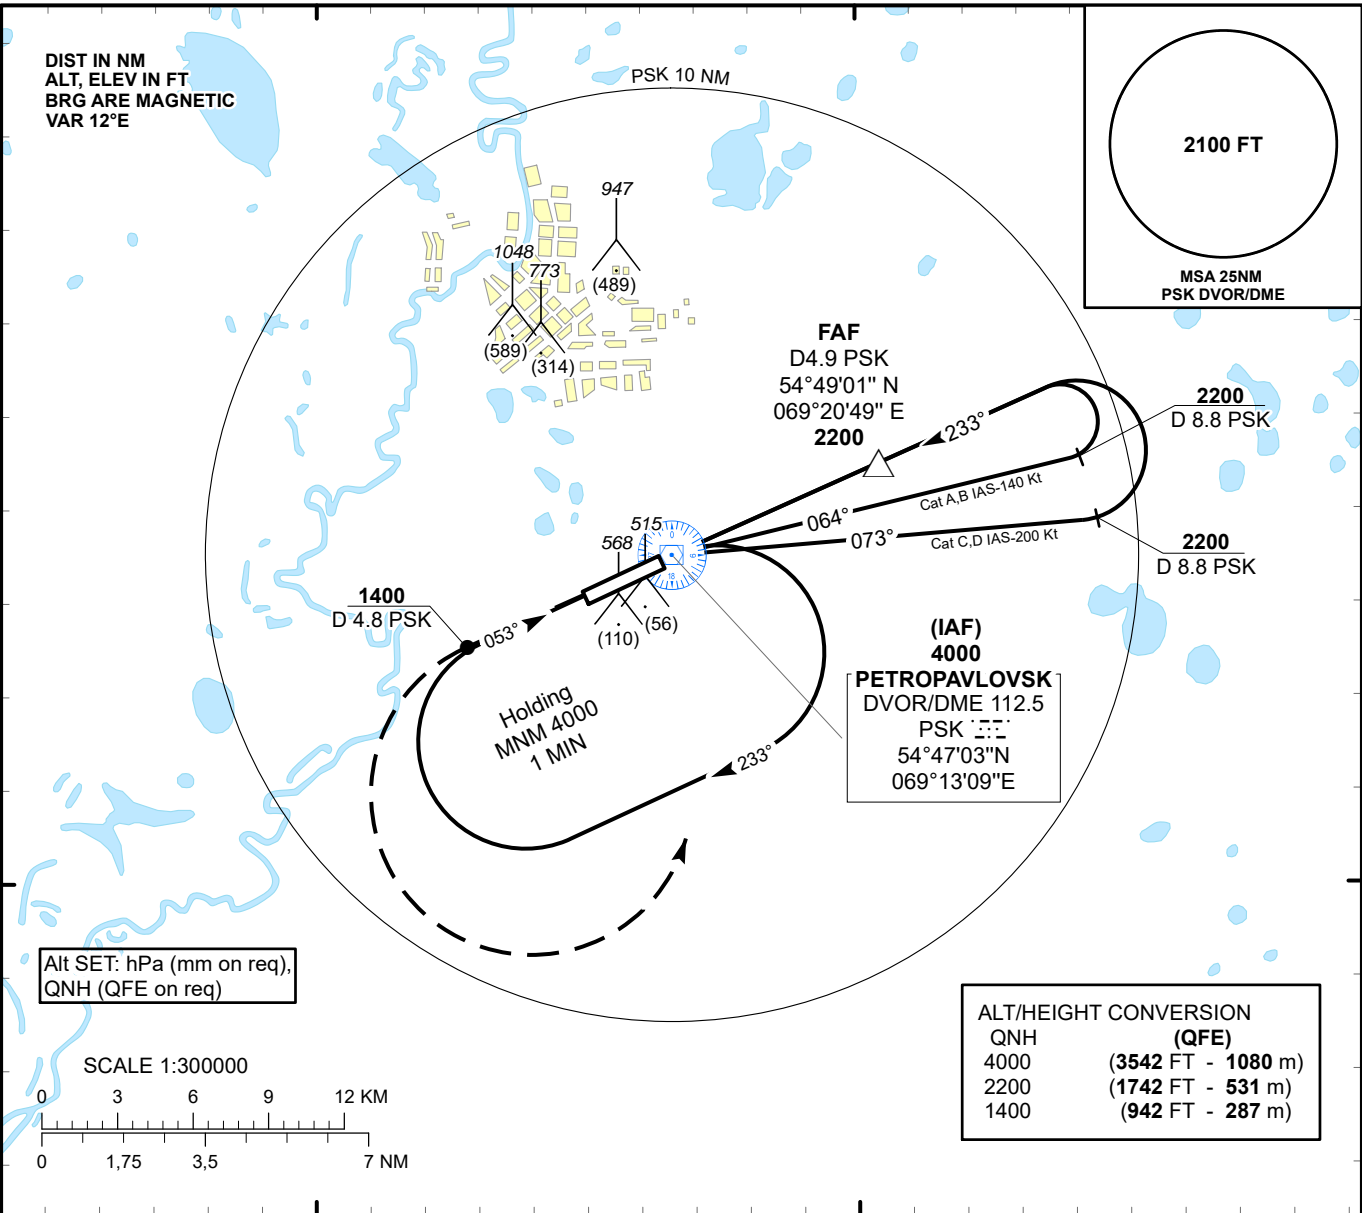 DIST IN NM
ALT, ELEV IN FT
BRG ARE MAGNETIC
VAR 12°E
PSK 10 NM
2100 FT
MSA 25NM
PSK DVOR/DME
947
(489)
1048
773
(589)
(314)
FAF
D4.9 PSK
54°49'01'' N
069°20'49'' E
2200
233°
2200
D 8.8 PSK
Cat A,B IAS-140 Kt
064°
073°
Cat C,D IAS-200 Kt
2200
D 8.8 PSK
515
568
0
9
18
(110)
(56)
1400
D 4.8 PSK
053°
Holding
MNM 4000
1 MIN
233°
(IAF)
4000
PETROPAVLOVSK
DVOR/DME 112.5
PSK
54°47'03''N
069°13'09''E
Alt SET: hPa (mm on req),
QNH (QFE on req)
SCALE 1:300000
0 3 6 9 12 KM
0 1,75 3,5 7 NM
ALT/HEIGHT CONVERSION
QNH (QFE)
4000 (3542 FT - 1080 m)
2200 (1742 FT - 531 m)
1400 (942 FT - 287 m)